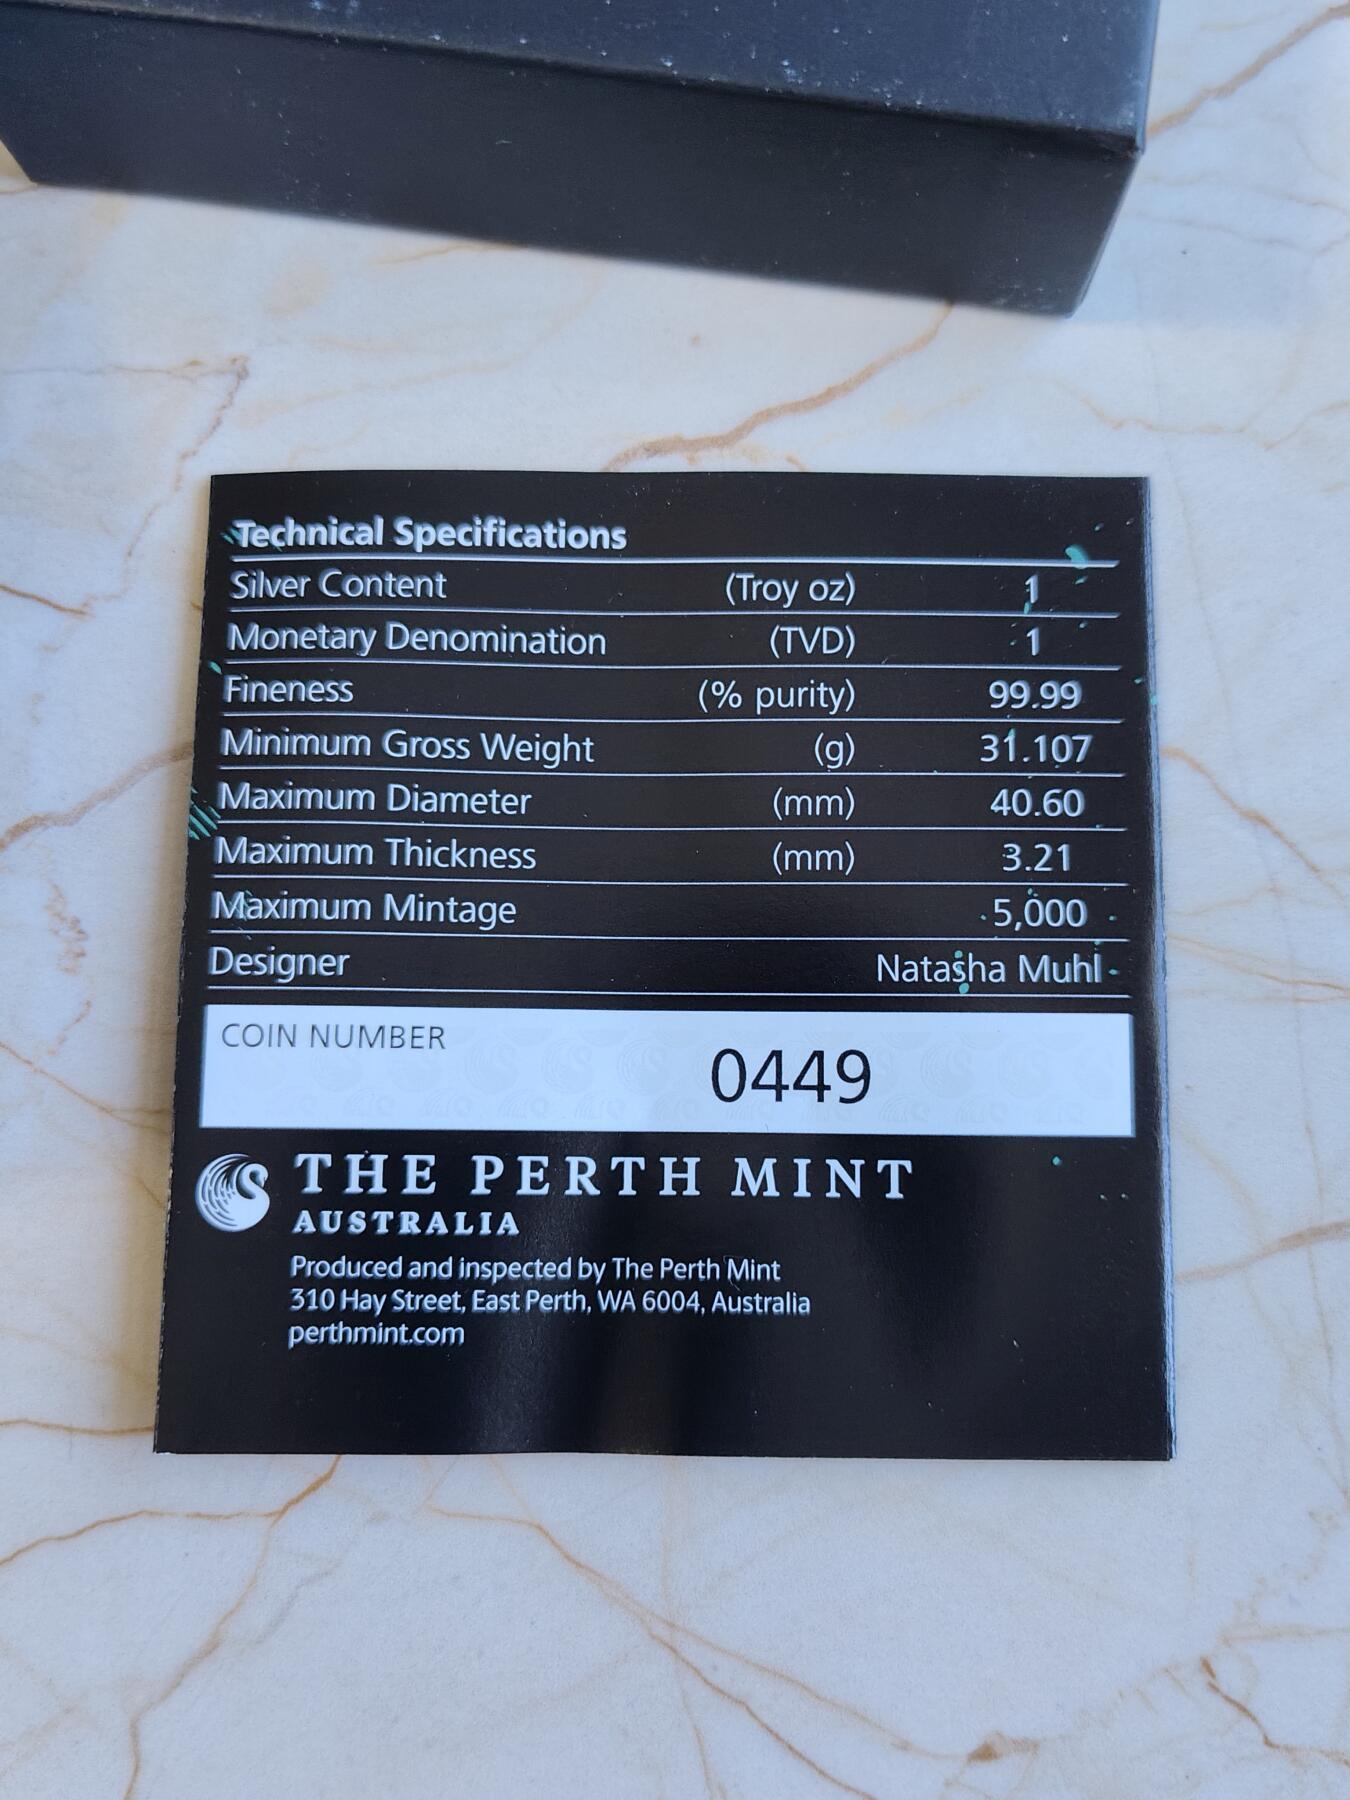 Technical Specifications
Silver Content (Troy oz) 1
Monetary Denomination (TVD) 1
Fineness (% purity) 99.99
Minimum Gross Weight (g) 31.107
Maximum Diameter (mm) 40.60
Maximum Thickness (mm) 3.21
Maximum Mintage 5,000
Designer Natasha Muhl
COIN NUMBER 0449
THE PERTH MINT
AUSTRALIA
Produced and inspected by The Perth Mint
310 Hay Street, East Perth, WA 6004, Australia
perthmint.com